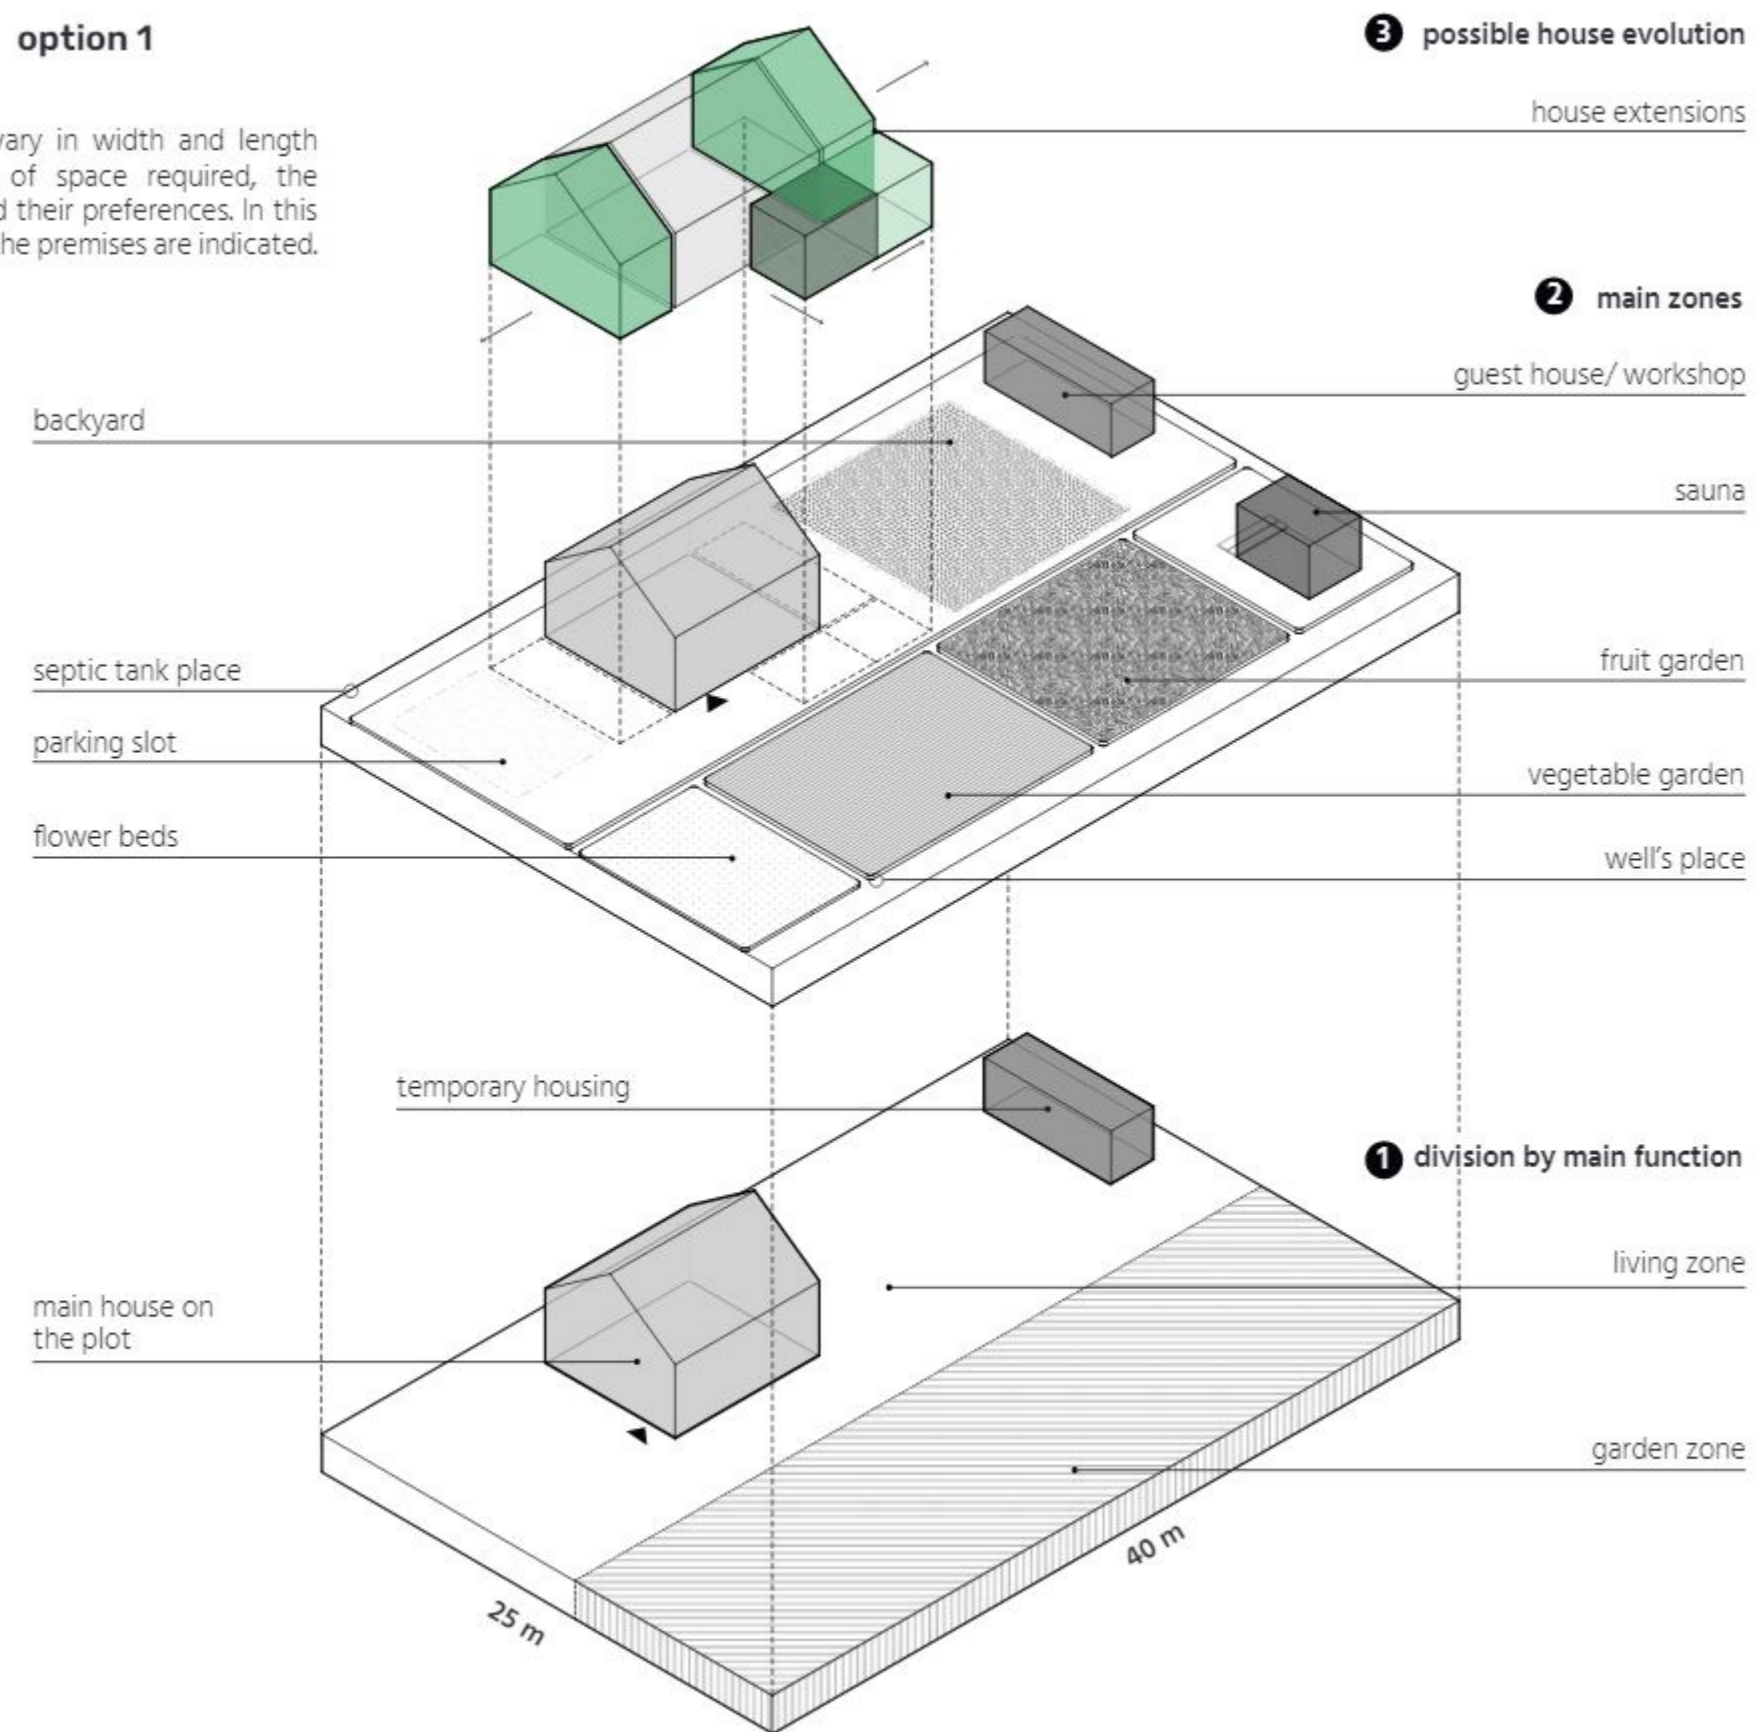 option 1
vary in width and length
of space required, the
their preferences. In this
the premises are indicated.
3 possible house evolution
house extensions
2 main zones
guest house/ workshop
backyard
sauna
septic tank place
fruit garden
parking slot
vegetable garden
flower beds
well's place
temporary housing
1 division by main function
living zone
main house on
the plot
garden zone
40 m
25 m